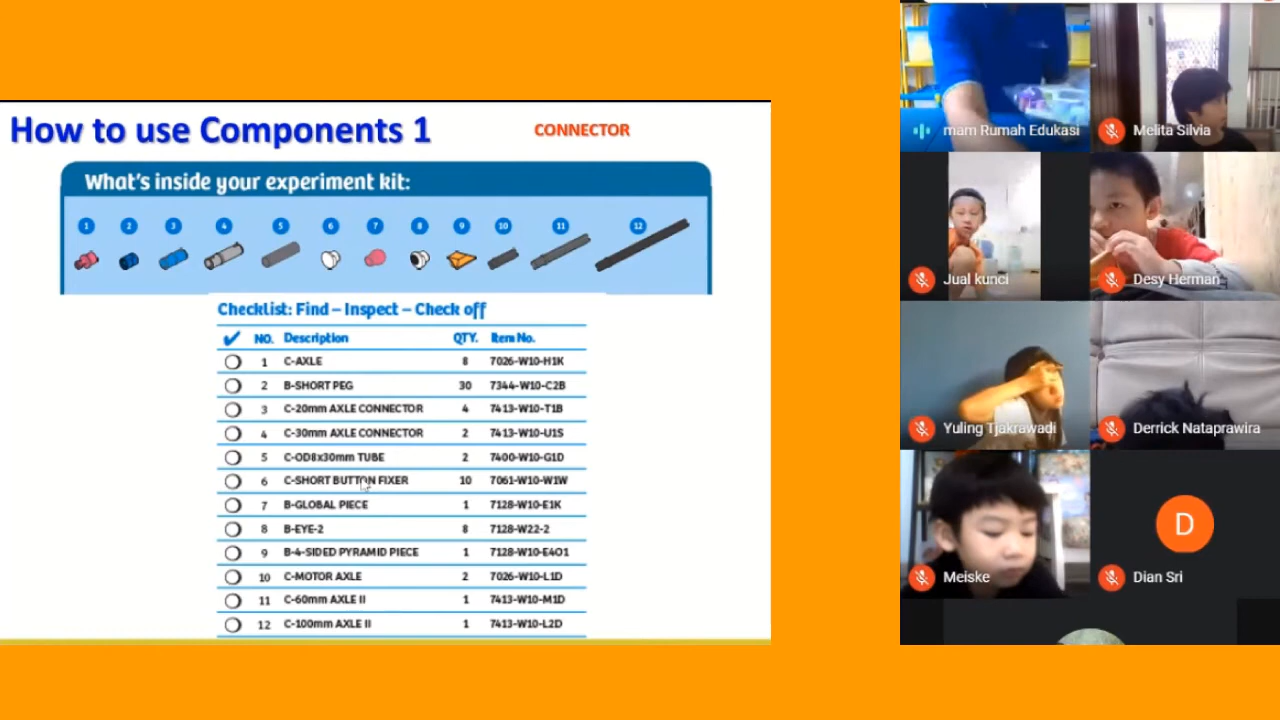 How to use Components 1
CONNECTOR
What's inside your experiment kit:
1 2 3 4 5 6 7 8 9 10 11 12
Checklist: Find – Inspect – Check off
✓ NO. Description QTY. Item No.
1 C-AXLE 8 7026-W10-H1K
2 B-SHORT PEG 30 7344-W10-C2B
3 C-20mm AXLE CONNECTOR 4 7413-W10-T1B
4 C-30mm AXLE CONNECTOR 2 7413-W10-U1S
5 C-OD8x30mm TUBE 2 7400-W10-G1D
6 C-SHORT BUTTON FIXER 10 7061-W10-W1W
7 B-GLOBAL PIECE 1 7128-W10-E1K
8 B-EYE-2 8 7128-W22-2
9 B-4-SIDED PYRAMID PIECE 1 7128-W10-E4O1
10 C-MOTOR AXLE 2 7026-W10-L1D
11 C-60mm AXLE II 1 7413-W10-M1D
12 C-100mm AXLE II 1 7413-W10-L2D
mam Rumah Edukasi
Melita Silvia
Jual kunci
Desy Herman
Yuling Tjakrawadi
Derrick Nataprawira
Meiske
D
Dian Sri